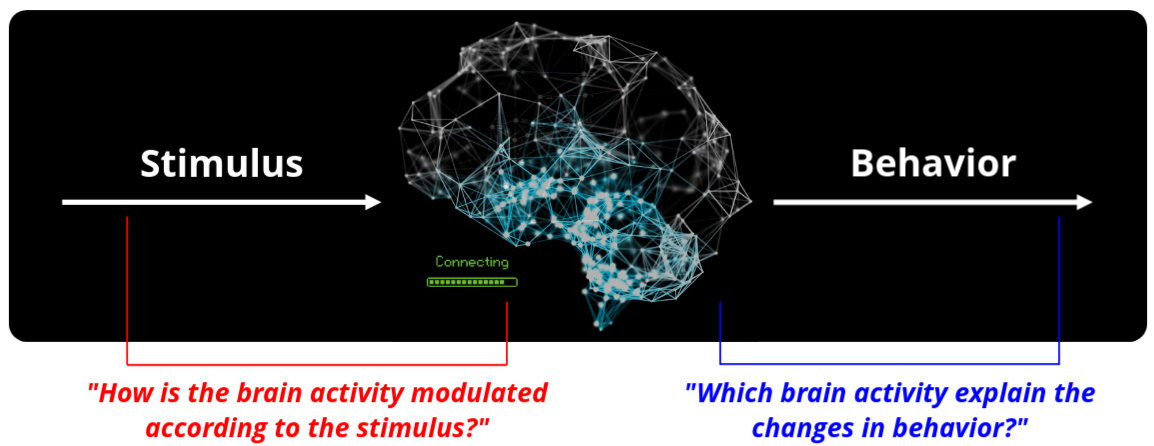 Stimulus
Behavior
Connecting
"How is the brain activity modulated
according to the stimulus?"
"Which brain activity explain the
changes in behavior?"